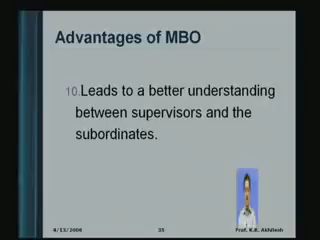 Advantages of MBO
10.Leads to a better understanding
between supervisors and the
subordinates.
8/13/2006 35 Prof. K.B. Akhilesh